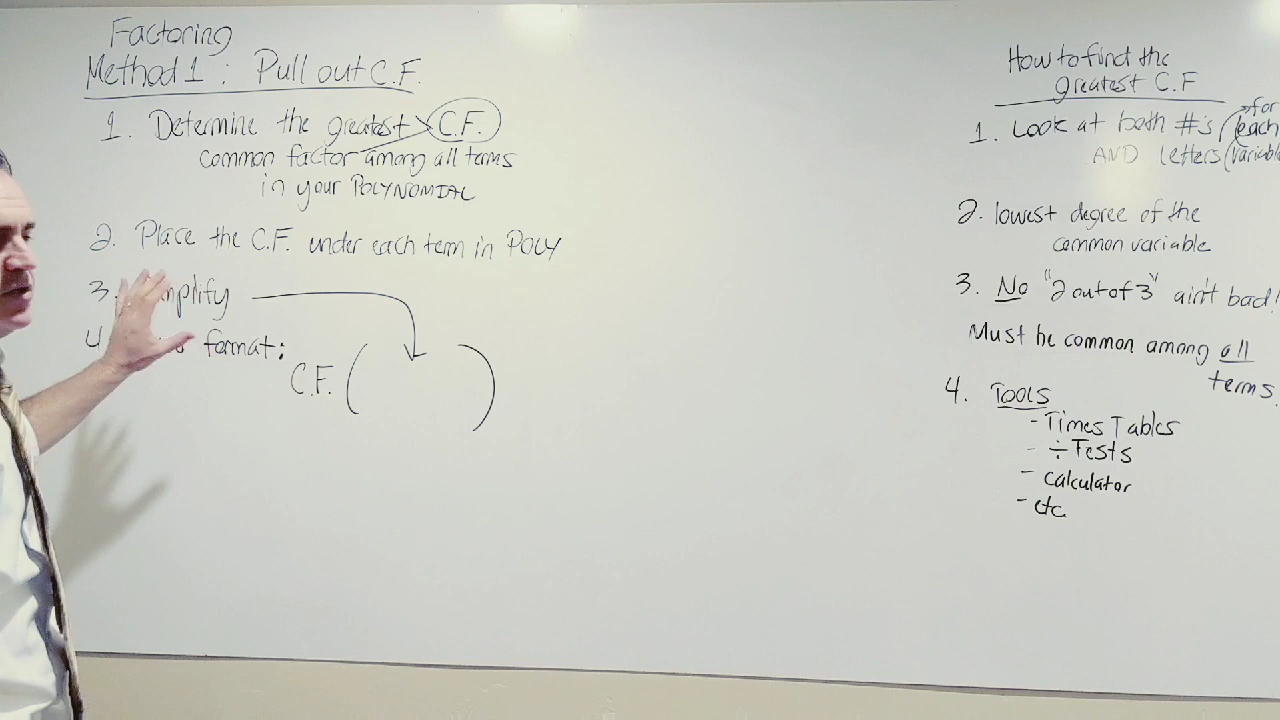 Factoring
Method 1: Pull out C.F.
1. Determine the greatest C.F.
common factor among all terms
in your POLYNOMIAL
2. Place the C.F. under each term in POLY
3. mplify
4 format:
C.F. ( )
How to find the
greatest C.F
1. Look at both #'s (each
for
AND letters (variable
2. lowest degree of the
common variable
3. No "2 out of 3" ain't bad!
Must be common among all
terms.
4. TOOLS
- Times Tables
- ÷ Tests
- calculator
- etc